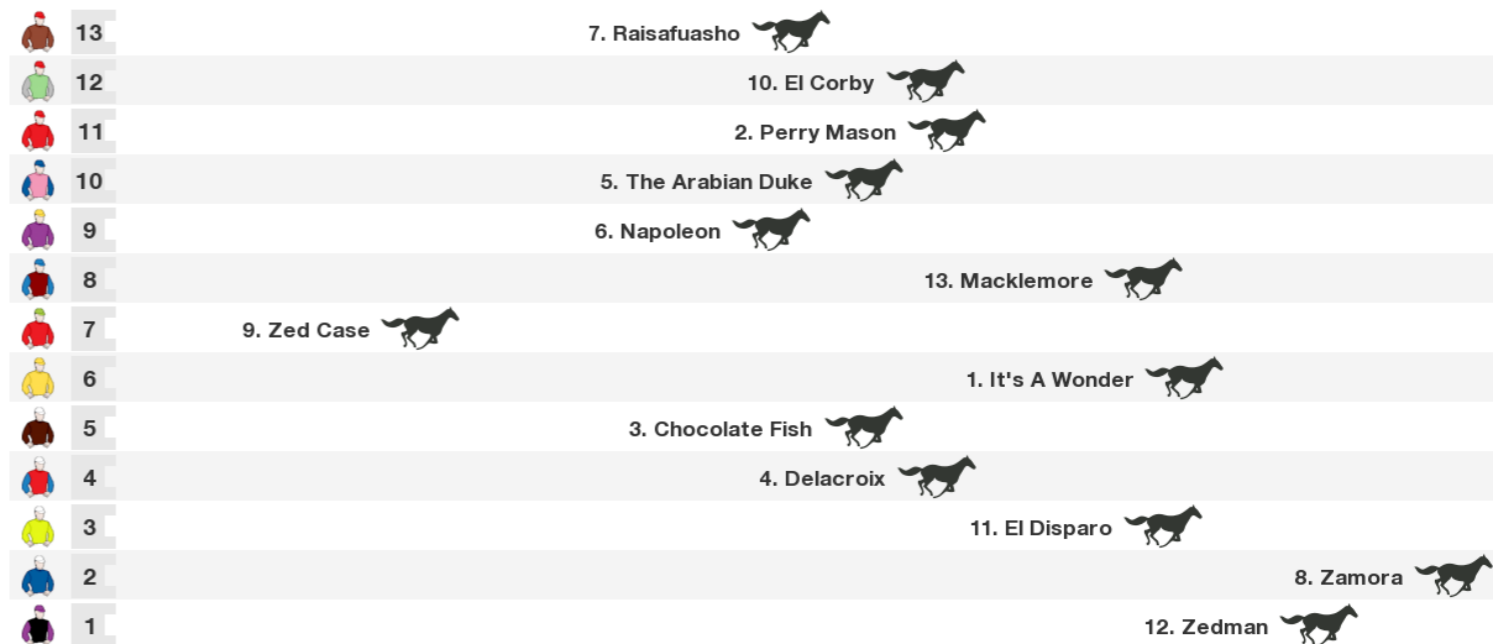 13 7. Raisafuasho
12 10. El Corby
11 2. Perry Mason
10 5. The Arabian Duke
9 6. Napoleon
8 13. Macklemore
7 9. Zed Case
6 1. It's A Wonder
5 3. Chocolate Fish
4 4. Delacroix
3 11. El Disparo
2 8. Zamora
1 12. Zedman